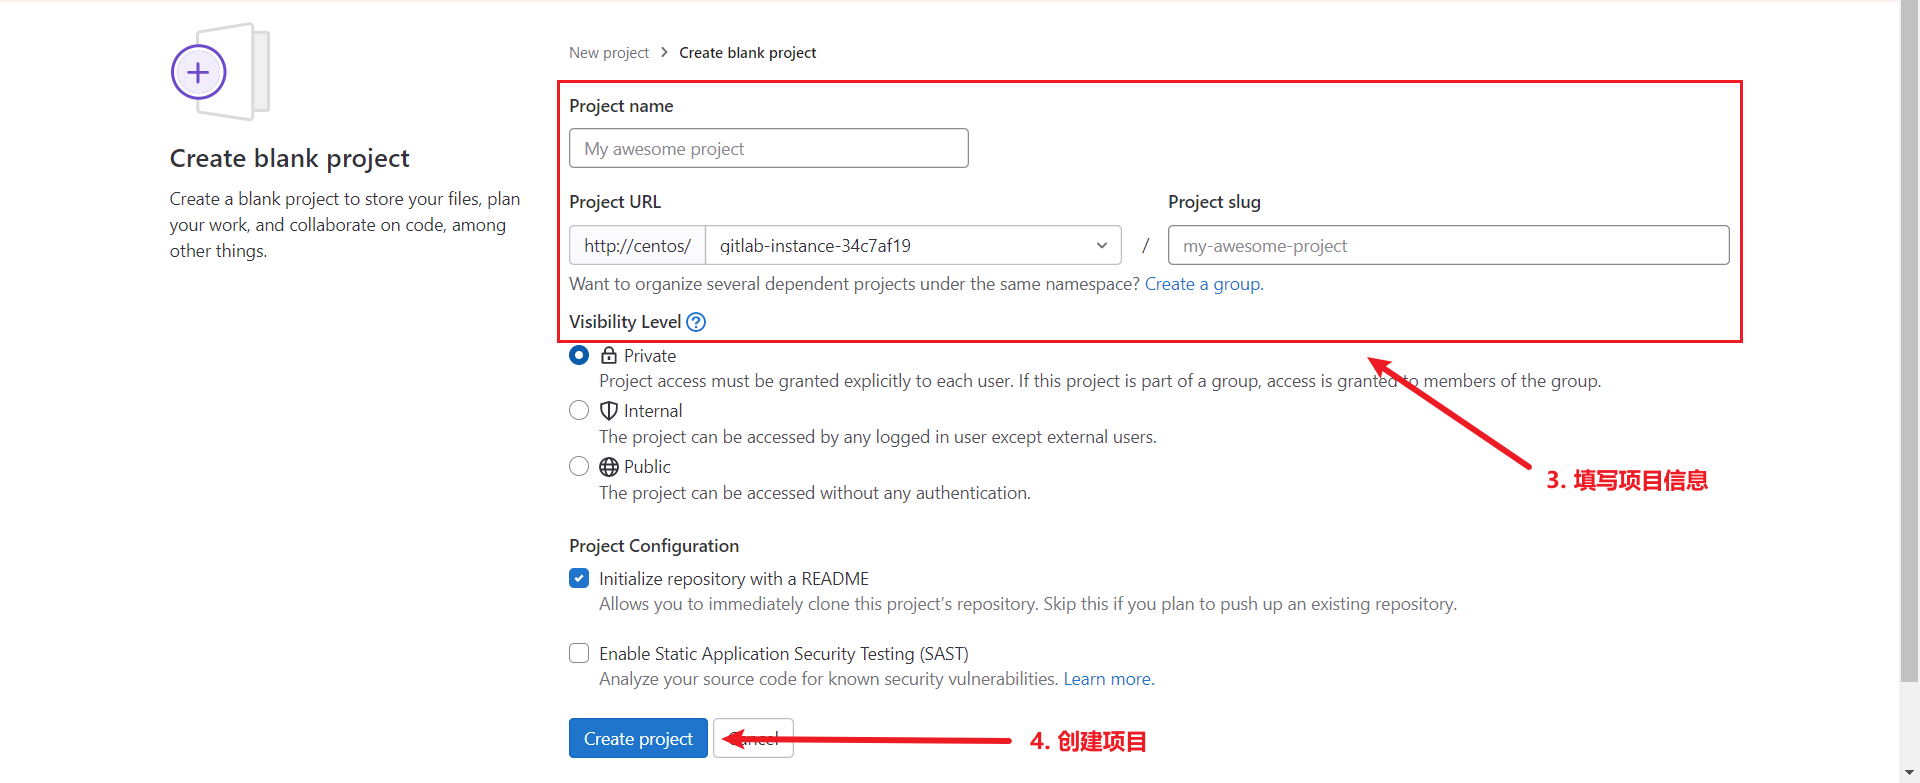 New project > Create blank project
Create blank project
Create a blank project to store your files, plan
your work, and collaborate on code, among
other things.
Project name
My awesome project
Project URL
Project slug
http://centos/ gitlab-instance-34c7af19 / my-awesome-project
Want to organize several dependent projects under the same namespace? Create a group.
Visibility Level ?
Private
Project access must be granted explicitly to each user. If this project is part of a group, access is granted to members of the group.
Internal
The project can be accessed by any logged in user except external users.
Public
The project can be accessed without any authentication.
3. 填写项目信息
Project Configuration
Initialize repository with a README
Allows you to immediately clone this project’s repository. Skip this if you plan to push up an existing repository.
Enable Static Application Security Testing (SAST)
Analyze your source code for known security vulnerabilities. Learn more.
Create project
Cancel
4. 创建项目